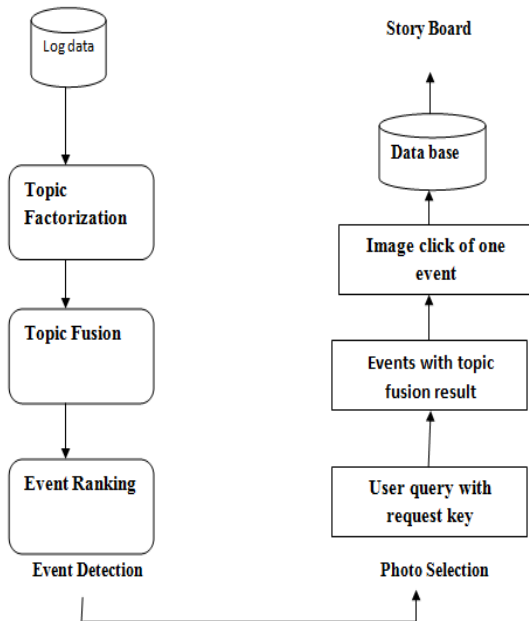 Log data
Topic
Factorization
Topic Fusion
Event Ranking
Event Detection
Story Board
Data base
Image click of one
event
Events with topic
fusion result
User query with
request key
Photo Selection